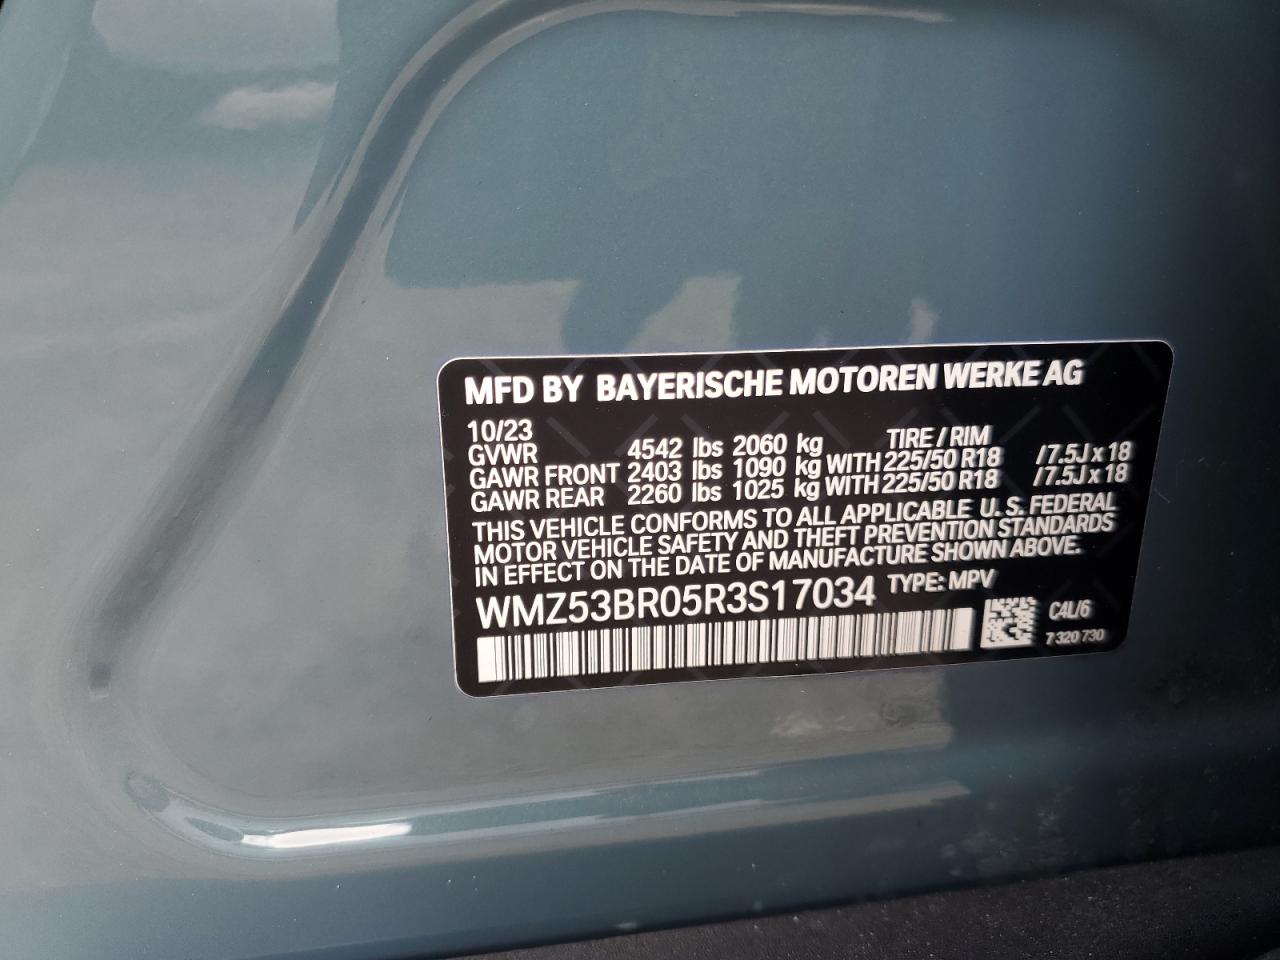 MFD BY BAYERISCHE MOTOREN WERKE AG
10/23 TIRE / RIM
GVWR 4542 lbs 2060 kg
GAWR FRONT 2403 lbs 1090 kg WITH 225/50 R18 /7.5J x 18
GAWR REAR 2260 lbs 1025 kg WITH 225/50 R18 /7.5J x 18
THIS VEHICLE CONFORMS TO ALL APPLICABLE U. S. FEDERAL
MOTOR VEHICLE SAFETY AND THEFT PREVENTION STANDARDS
IN EFFECT ON THE DATE OF MANUFACTURE SHOWN ABOVE.
WMZ53BR05R3S17034 TYPE: MPV
C4L/6
7 320 730